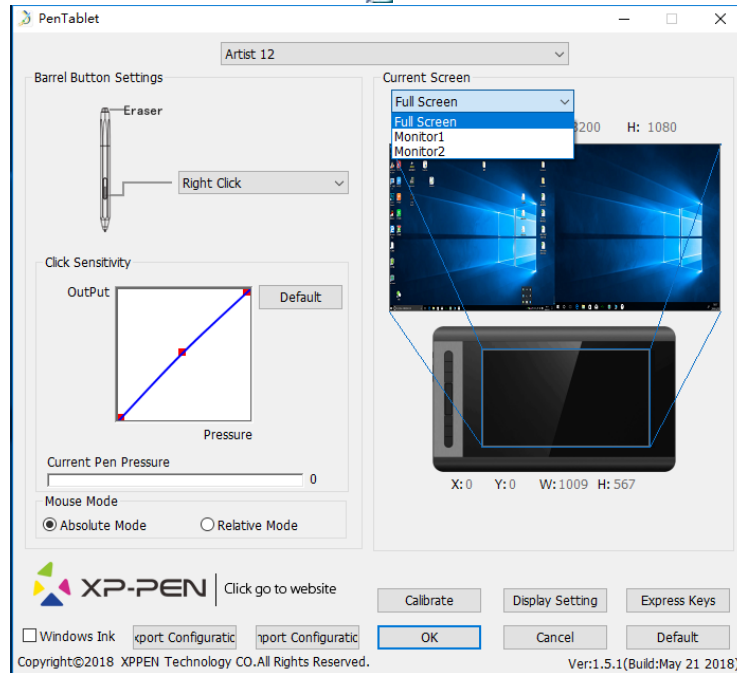 PenTablet
Artist 12
Barrel Button Settings
Eraser
Right Click
Click Sensitivity
OutPut
Default
Pressure
Current Pen Pressure
0
Mouse Mode
Absolute Mode
Relative Mode
Current Screen
Full Screen
Full Screen
Monitor1
Monitor2
3200 H: 1080
X: 0 Y: 0 W: 1009 H: 567
XP-PEN Click go to website
Calibrate Display Setting Express Keys
Windows Ink xport Configuratic nport Configuratic OK Cancel Default
Copyright©2018 XPPEN Technology CO.All Rights Reserved. Ver:1.5.1(Build:May 21 2018)